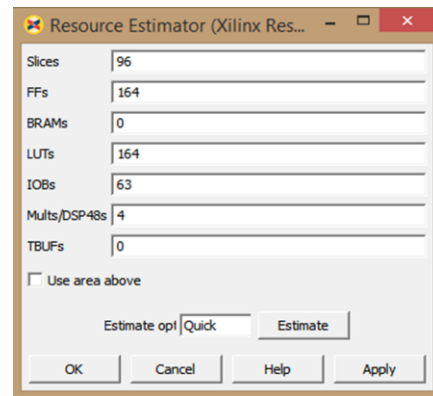 Resource Estimator (Xilinx Res...
Slices 96
FFs 164
BRAMs 0
LUTs 164
IOBs 63
Mults/DSP48s 4
TBUFs 0
Use area above
Estimate opt Quick Estimate
OK Cancel Help Apply